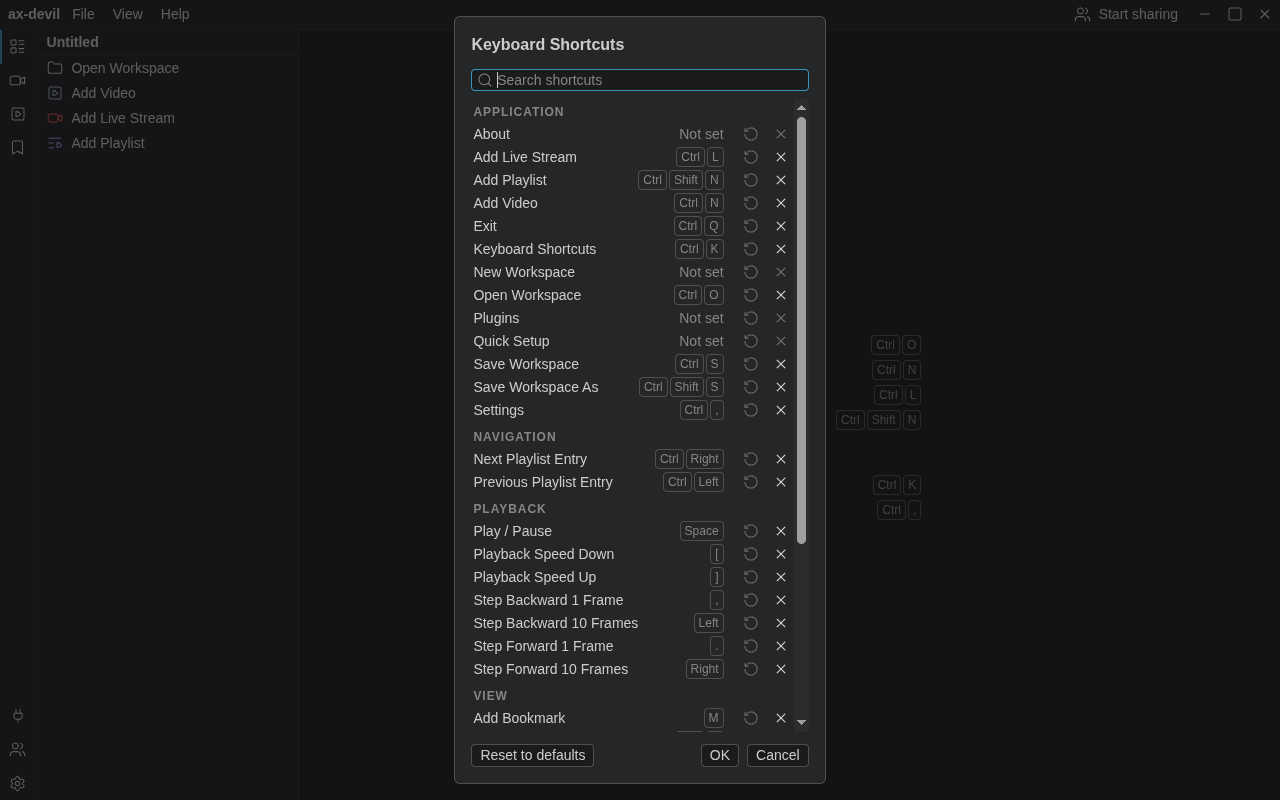 ax-devil File View Help Start sharing
Untitled
Open Workspace
Add Video
Add Live Stream
Add Playlist
Keyboard Shortcuts
Search shortcuts
APPLICATION
About Not set
Add Live Stream Ctrl L
Add Playlist Ctrl Shift N
Add Video Ctrl N
Exit Ctrl Q
Keyboard Shortcuts Ctrl K
New Workspace Not set
Open Workspace Ctrl O
Plugins Not set
Quick Setup Not set
Save Workspace Ctrl S
Save Workspace As Ctrl Shift S
Settings Ctrl ,
NAVIGATION
Next Playlist Entry Ctrl Right
Previous Playlist Entry Ctrl Left
PLAYBACK
Play / Pause Space
Playback Speed Down [
Playback Speed Up ]
Step Backward 1 Frame ,
Step Backward 10 Frames Left
Step Forward 1 Frame .
Step Forward 10 Frames Right
VIEW
Add Bookmark M
Reset to defaults OK Cancel
Ctrl O
Ctrl N
Ctrl L
Ctrl Shift N
Ctrl K
Ctrl ,